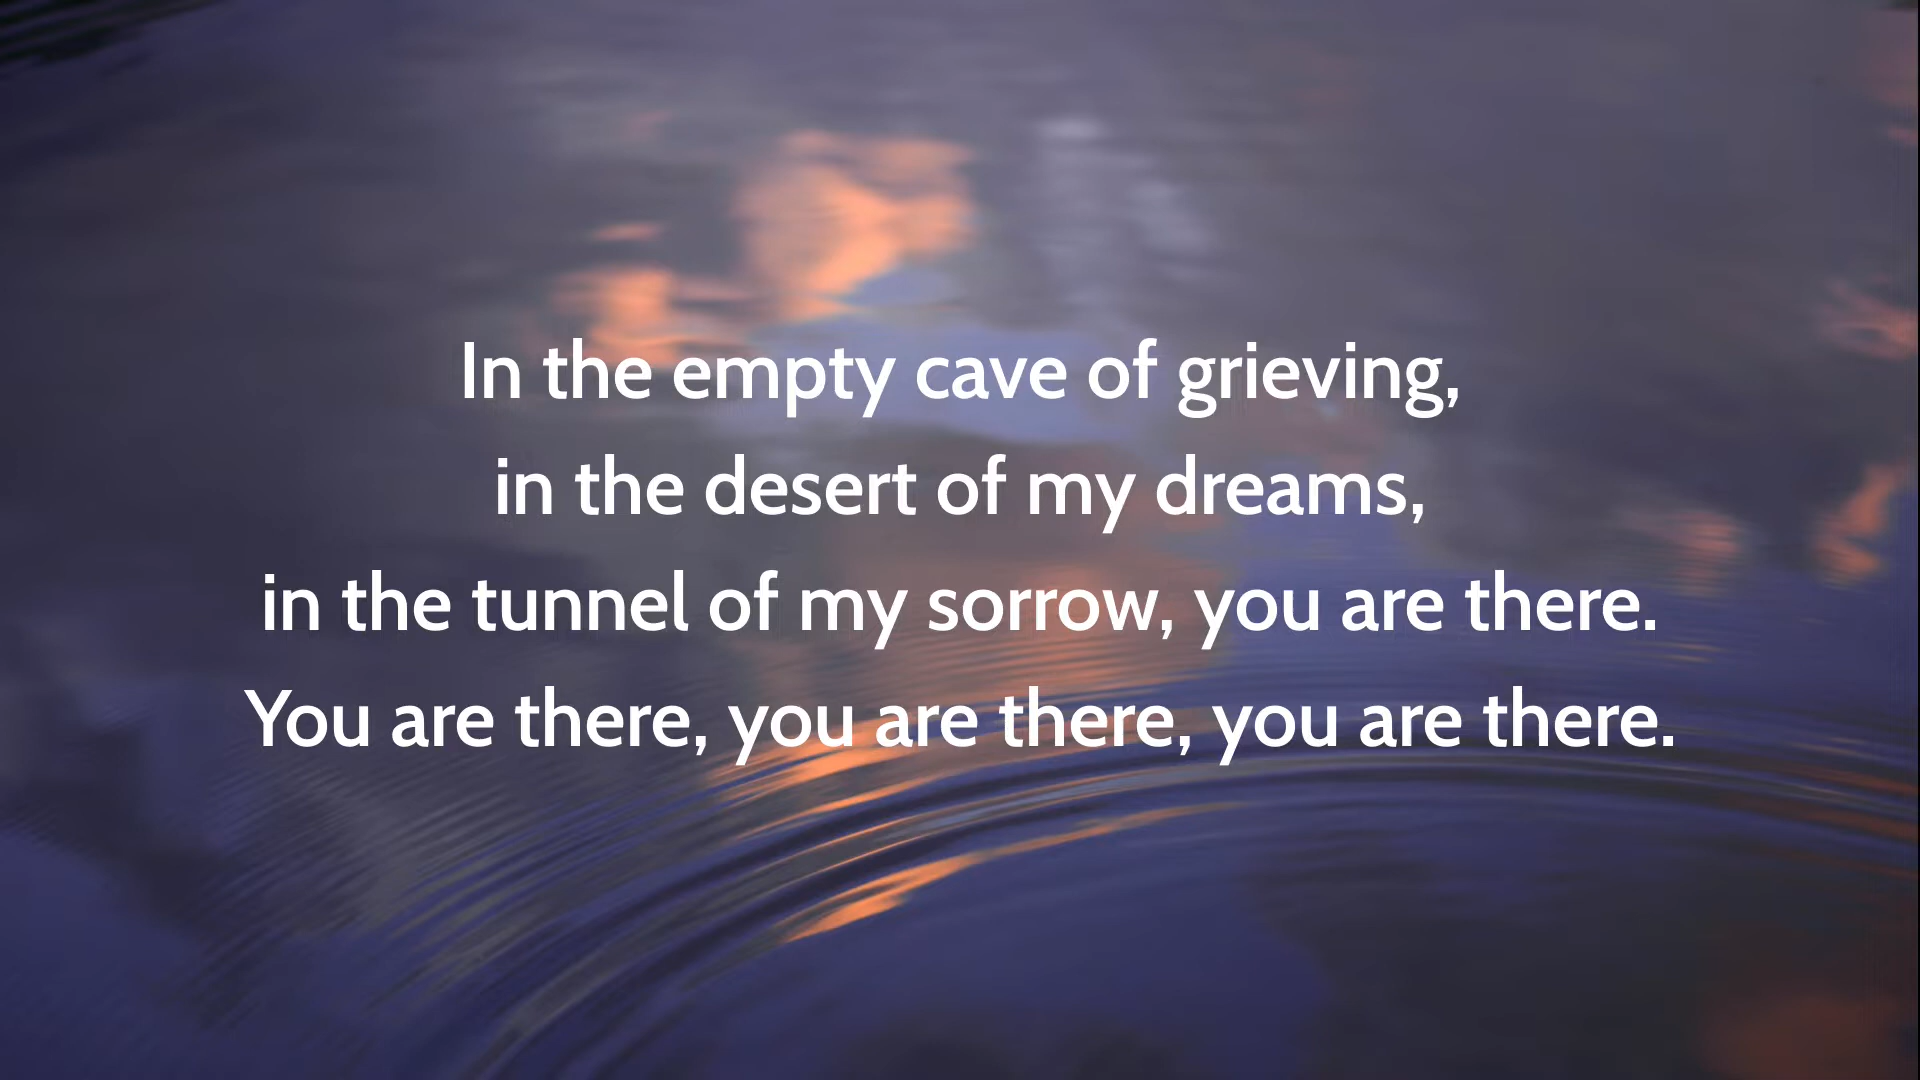 In the empty cave of grieving,
in the desert of my dreams,
in the tunnel of my sorrow, you are there.
You are there, you are there, you are there.